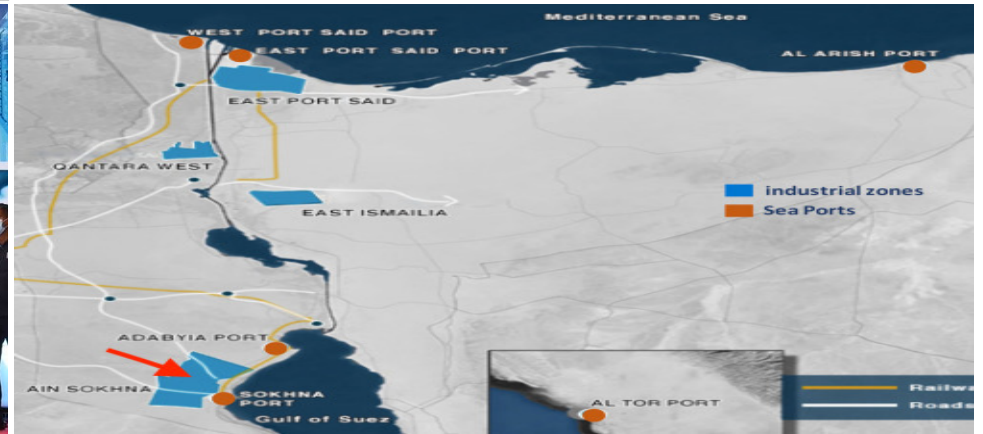 Mediterranean Sea
WEST PORT SAID PORT
EAST PORT SAID PORT
AL ARISH PORT
EAST PORT SAID
QANTARA WEST
industrial zones
Sea Ports
EAST ISMAILIA
ADABYIA PORT
AIN SOKHNA
SOKHNA
PORT
Gulf of Suez
AL TOR PORT
Railwa
Roads